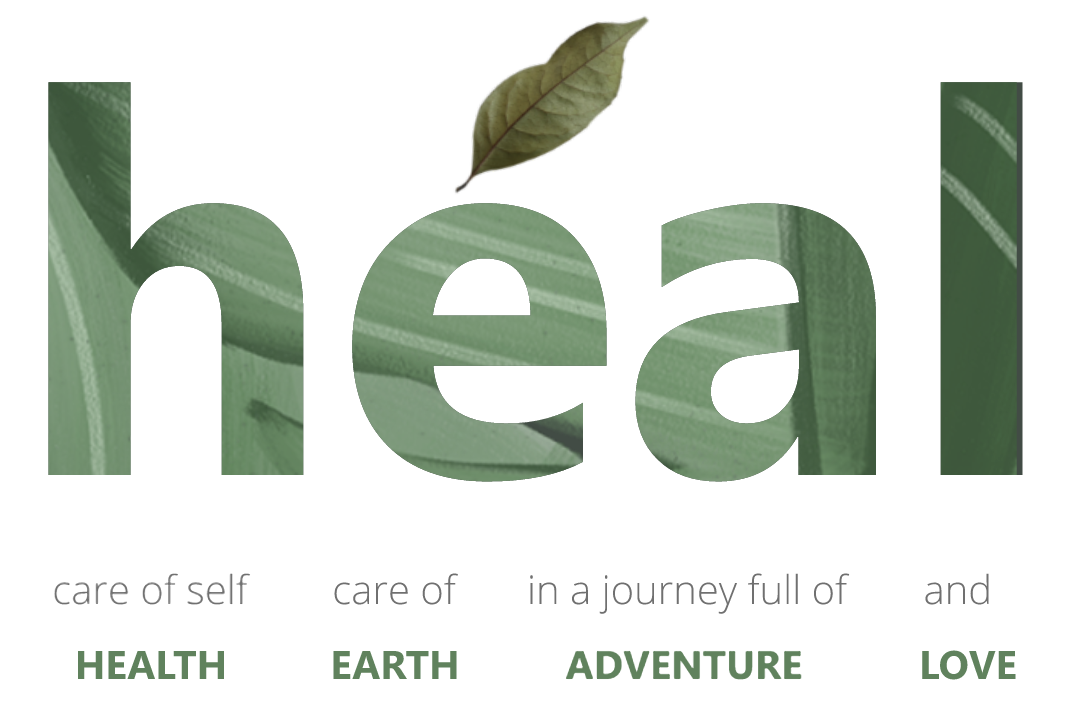 heal
care of self care of in a journey full of and
HEALTH EARTH ADVENTURE LOVE